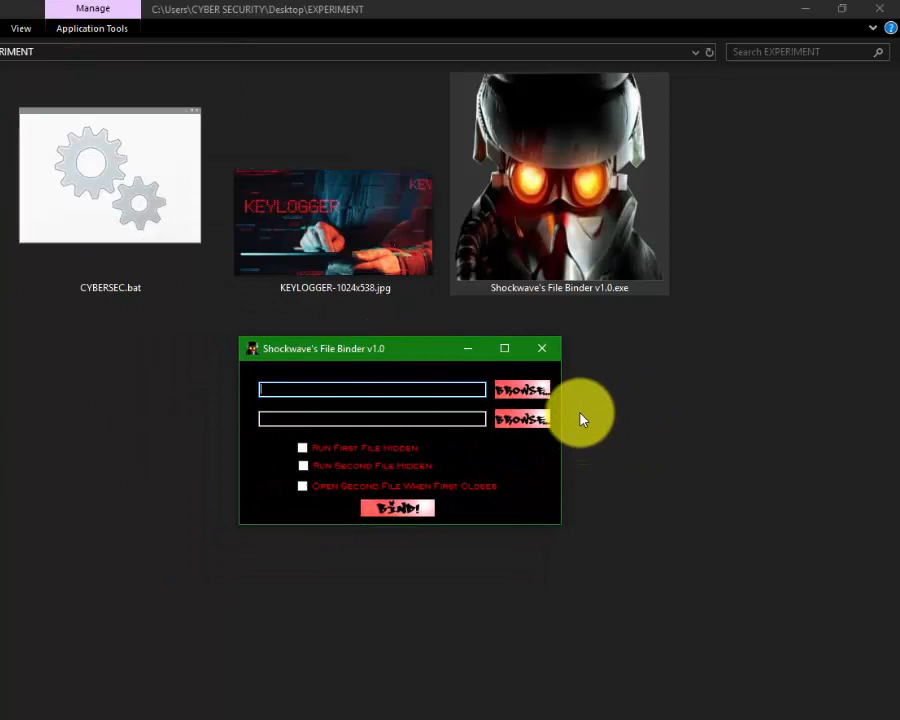 Manage
C:\Users\CYBER SECURITY\Desktop\EXPERIMENT
View
Application Tools
RIMENT
Search EXPERIMENT
KEY
KEYLOGGER
CYBERSEC.bat
KEYLOGGER-1024x538.jpg
Shockwave's File Binder v1.0.exe
Shockwave's File Binder v1.0
BROWSE...
BROWSE...
RUN FIRST FILE HIDDEN
RUN SECOND FILE HIDDEN
OPEN SECOND FILE WHEN FIRST CLOSES
BIND!